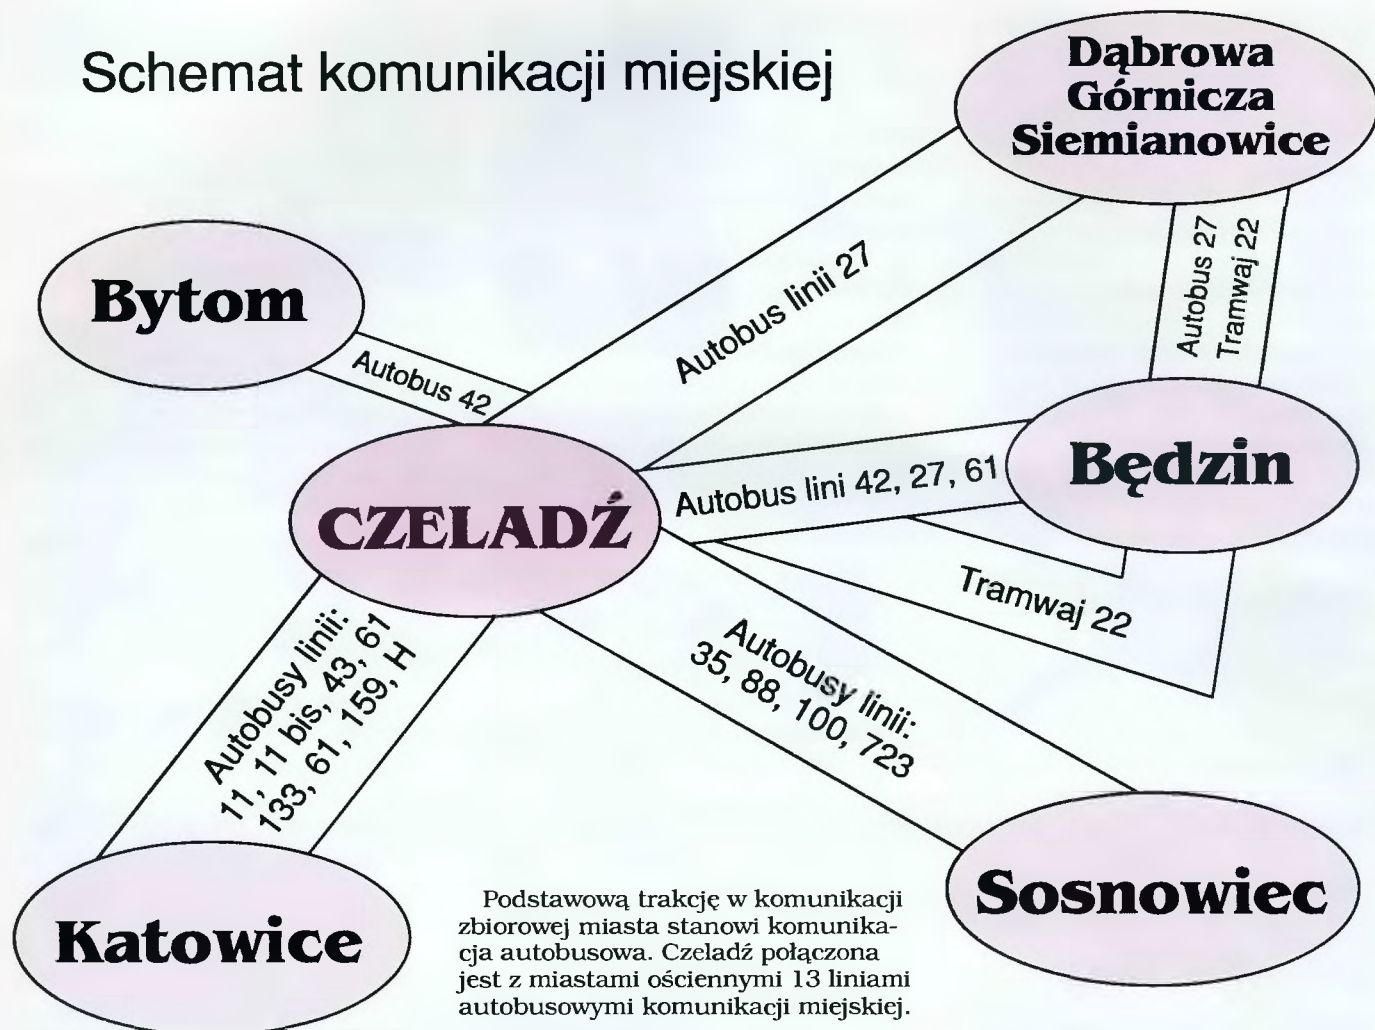 Schemat komunikacji miejskiej
Dąbrowa
Górnicza
Siemianowice
Bytom
Autobus 42
Autobus linii 27
Autobus 27
Tramwaj 22
CZELADŹ
Autobus lini 42, 27, 61
Będzin
Tramwaj 22
Autobusy linii:
11, 11 bis, 43, 61
133, 61, 159, H
Autobusy linii:
35, 88, 100, 723
Katowice
Sosnowiec
Podstawową trakcję w komunikacji
zbiorowej miasta stanowi komunika-
cja autobusowa. Czeladź połączona
jest z miastami ościennymi 13 liniami
autobusowymi komunikacji miejskiej.